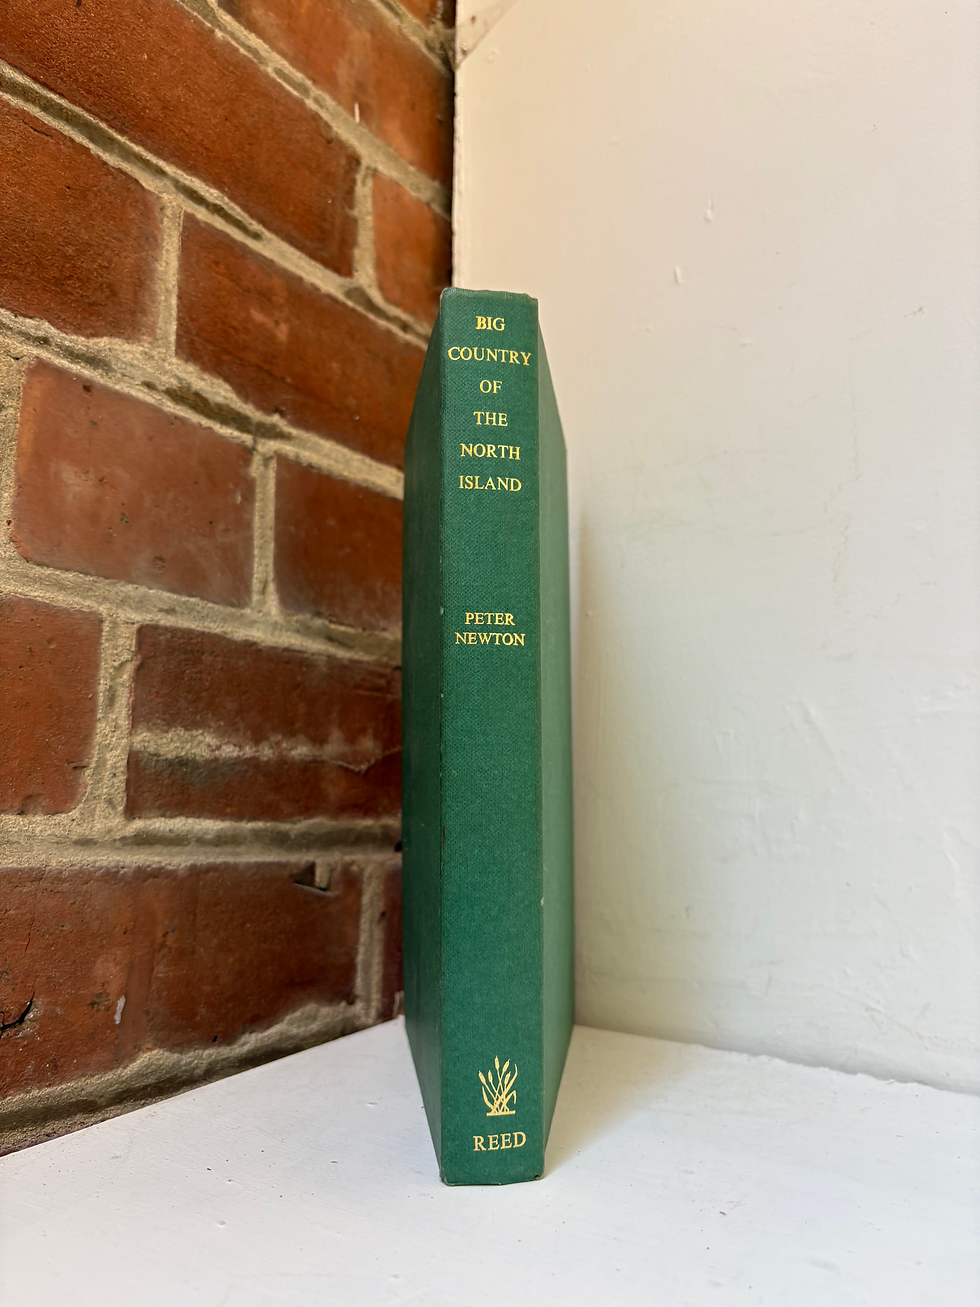 BIG
COUNTRY
OF
THE
NORTH
ISLAND
PETER
NEWTON
REED